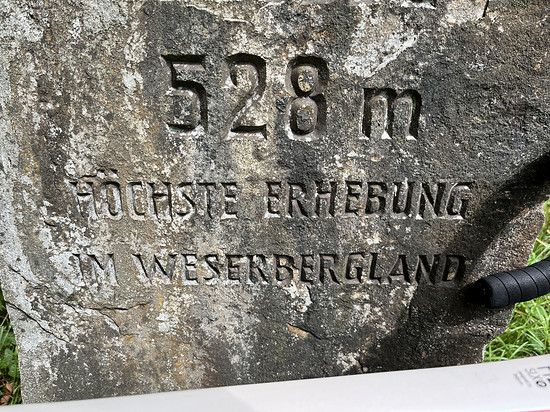 528 m
HÖCHSTE ERHEBUNG
IM WESERBERGLAND